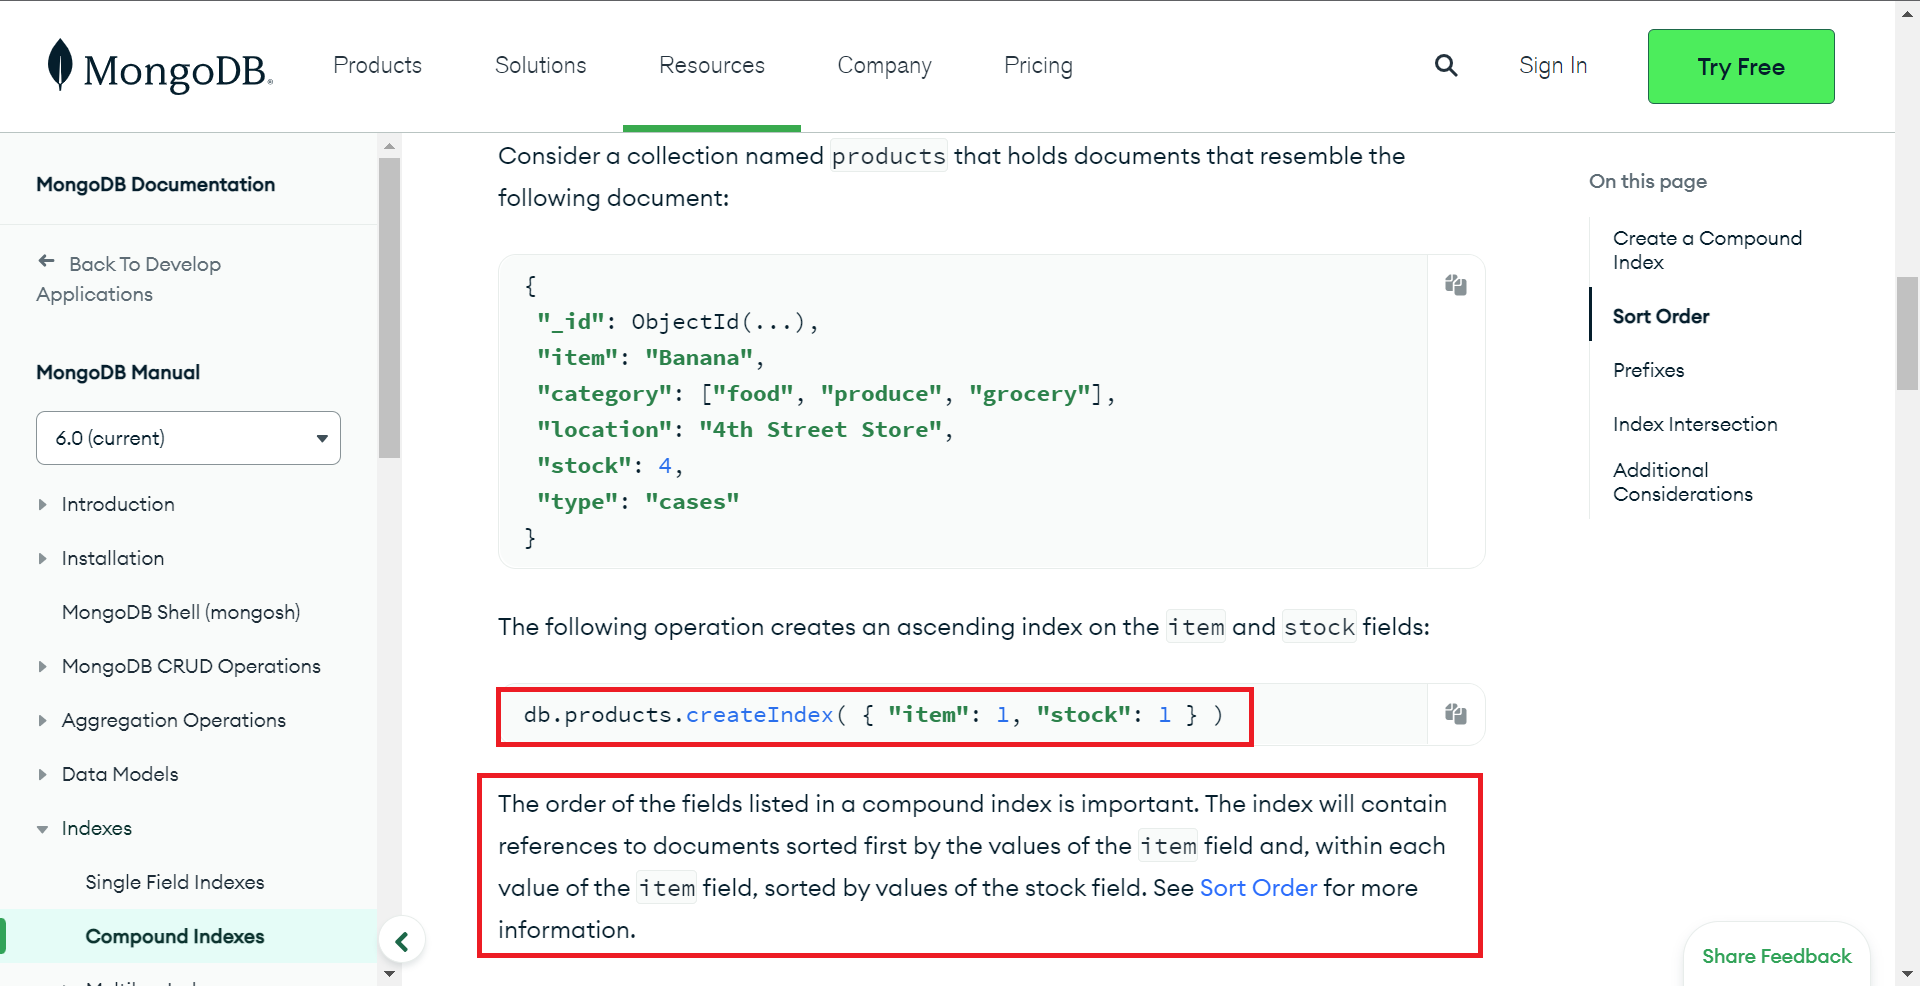 MongoDB®
Products
Solutions
Resources
Company
Pricing
Sign In
Try Free
MongoDB Documentation
Back To Develop
Applications
MongoDB Manual
6.0 (current)
Introduction
Installation
MongoDB Shell (mongosh)
MongoDB CRUD Operations
Aggregation Operations
Data Models
Indexes
Single Field Indexes
Compound Indexes
Consider a collection named products that holds documents that resemble the
following document:
{
"_id": ObjectId(...),
"item": "Banana",
"category": ["food", "produce", "grocery"],
"location": "4th Street Store",
"stock": 4,
"type": "cases"
}
The following operation creates an ascending index on the item and stock fields:
db.products.createIndex( { "item": 1, "stock": 1 } )
The order of the fields listed in a compound index is important. The index will contain
references to documents sorted first by the values of the item field and, within each
value of the item field, sorted by values of the stock field. See Sort Order for more
information.
On this page
Create a Compound
Index
Sort Order
Prefixes
Index Intersection
Additional
Considerations
Share Feedback